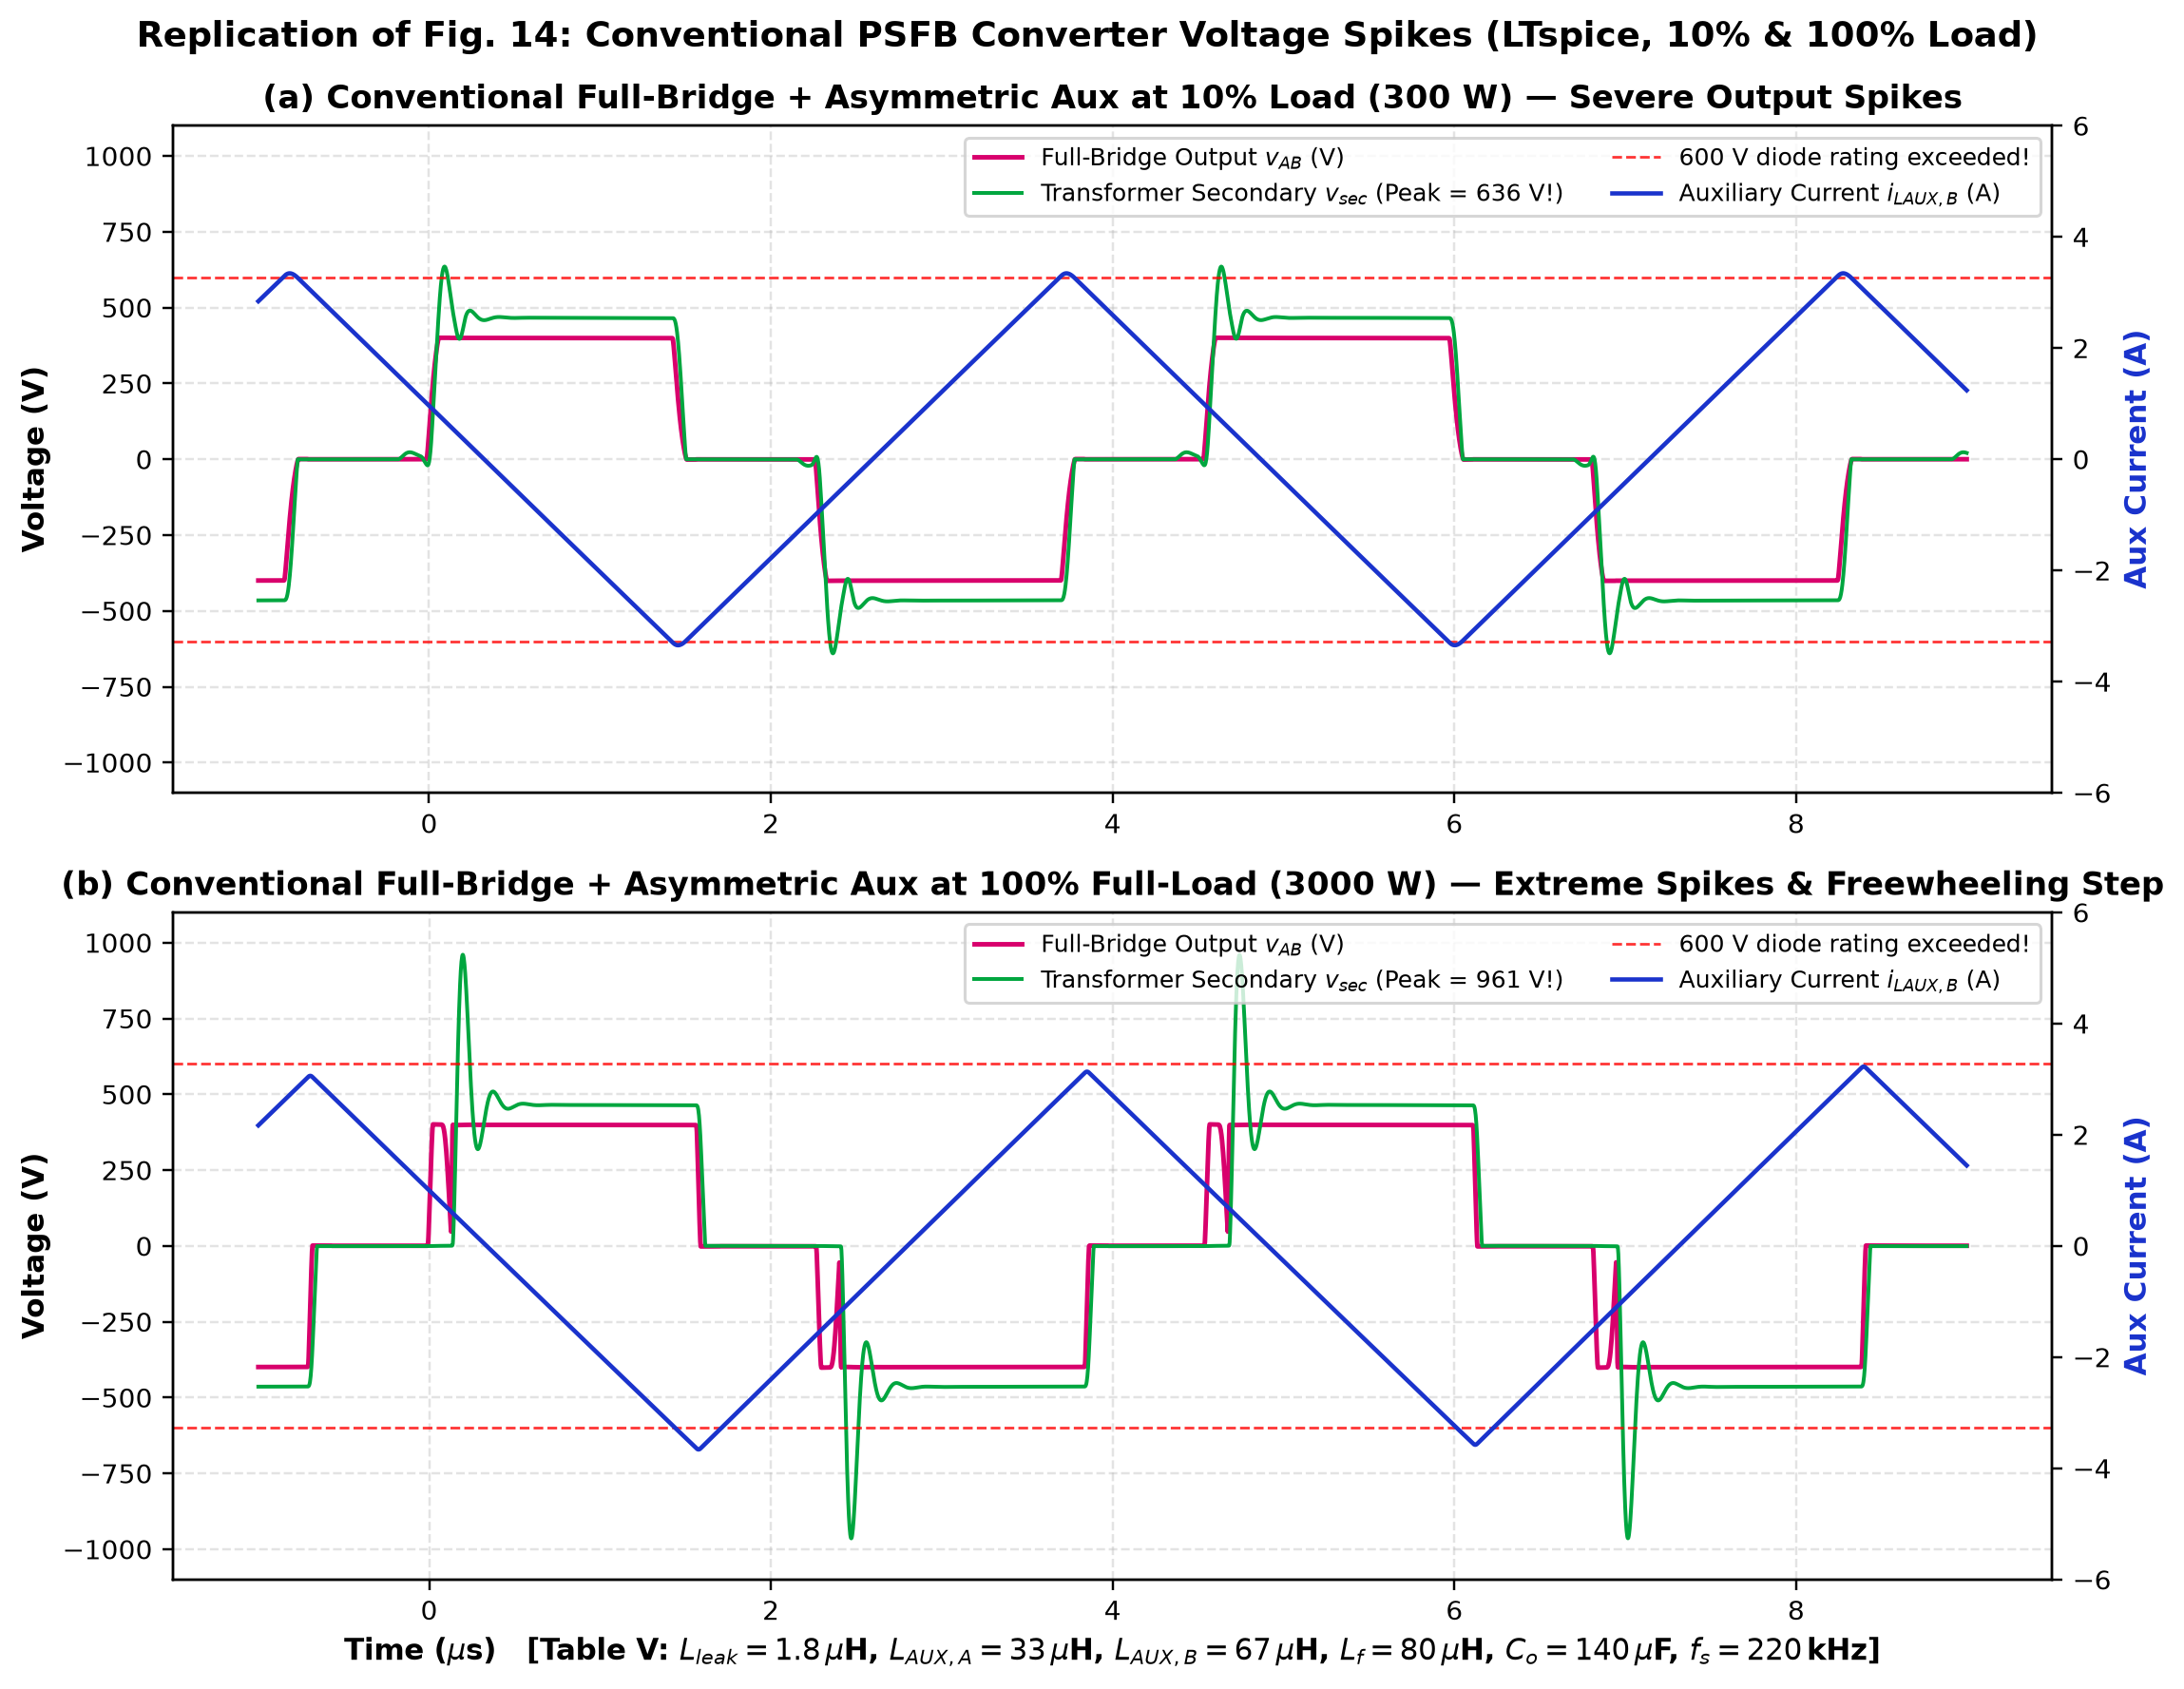 Replication of Fig. 14: Conventional PSFB Converter Voltage Spikes (LTspice, 10% & 100% Load)
(a) Conventional Full-Bridge + Asymmetric Aux at 10% Load (300 W) — Severe Output Spikes
Full-Bridge Output v_AB (V)
Transformer Secondary v_sec (Peak = 636 V!)
600 V diode rating exceeded!
Auxiliary Current i_LAUX,B (A)
Voltage (V)
1000
750
500
250
0
−250
−500
−750
−1000
6
4
2
0
−2
−4
−6
Aux Current (A)
0 2 4 6 8
(b) Conventional Full-Bridge + Asymmetric Aux at 100% Full-Load (3000 W) — Extreme Spikes & Freewheeling Step
Full-Bridge Output v_AB (V)
Transformer Secondary v_sec (Peak = 961 V!)
600 V diode rating exceeded!
Auxiliary Current i_LAUX,B (A)
Voltage (V)
1000
750
500
250
0
−250
−500
−750
−1000
6
4
2
0
−2
−4
−6
Aux Current (A)
0 2 4 6 8
Time (μs) [Table V: L_leak = 1.8 μH, L_AUX,A = 33 μH, L_AUX,B = 67 μH, L_f = 80 μH, C_o = 140 μF, f_s = 220 kHz]